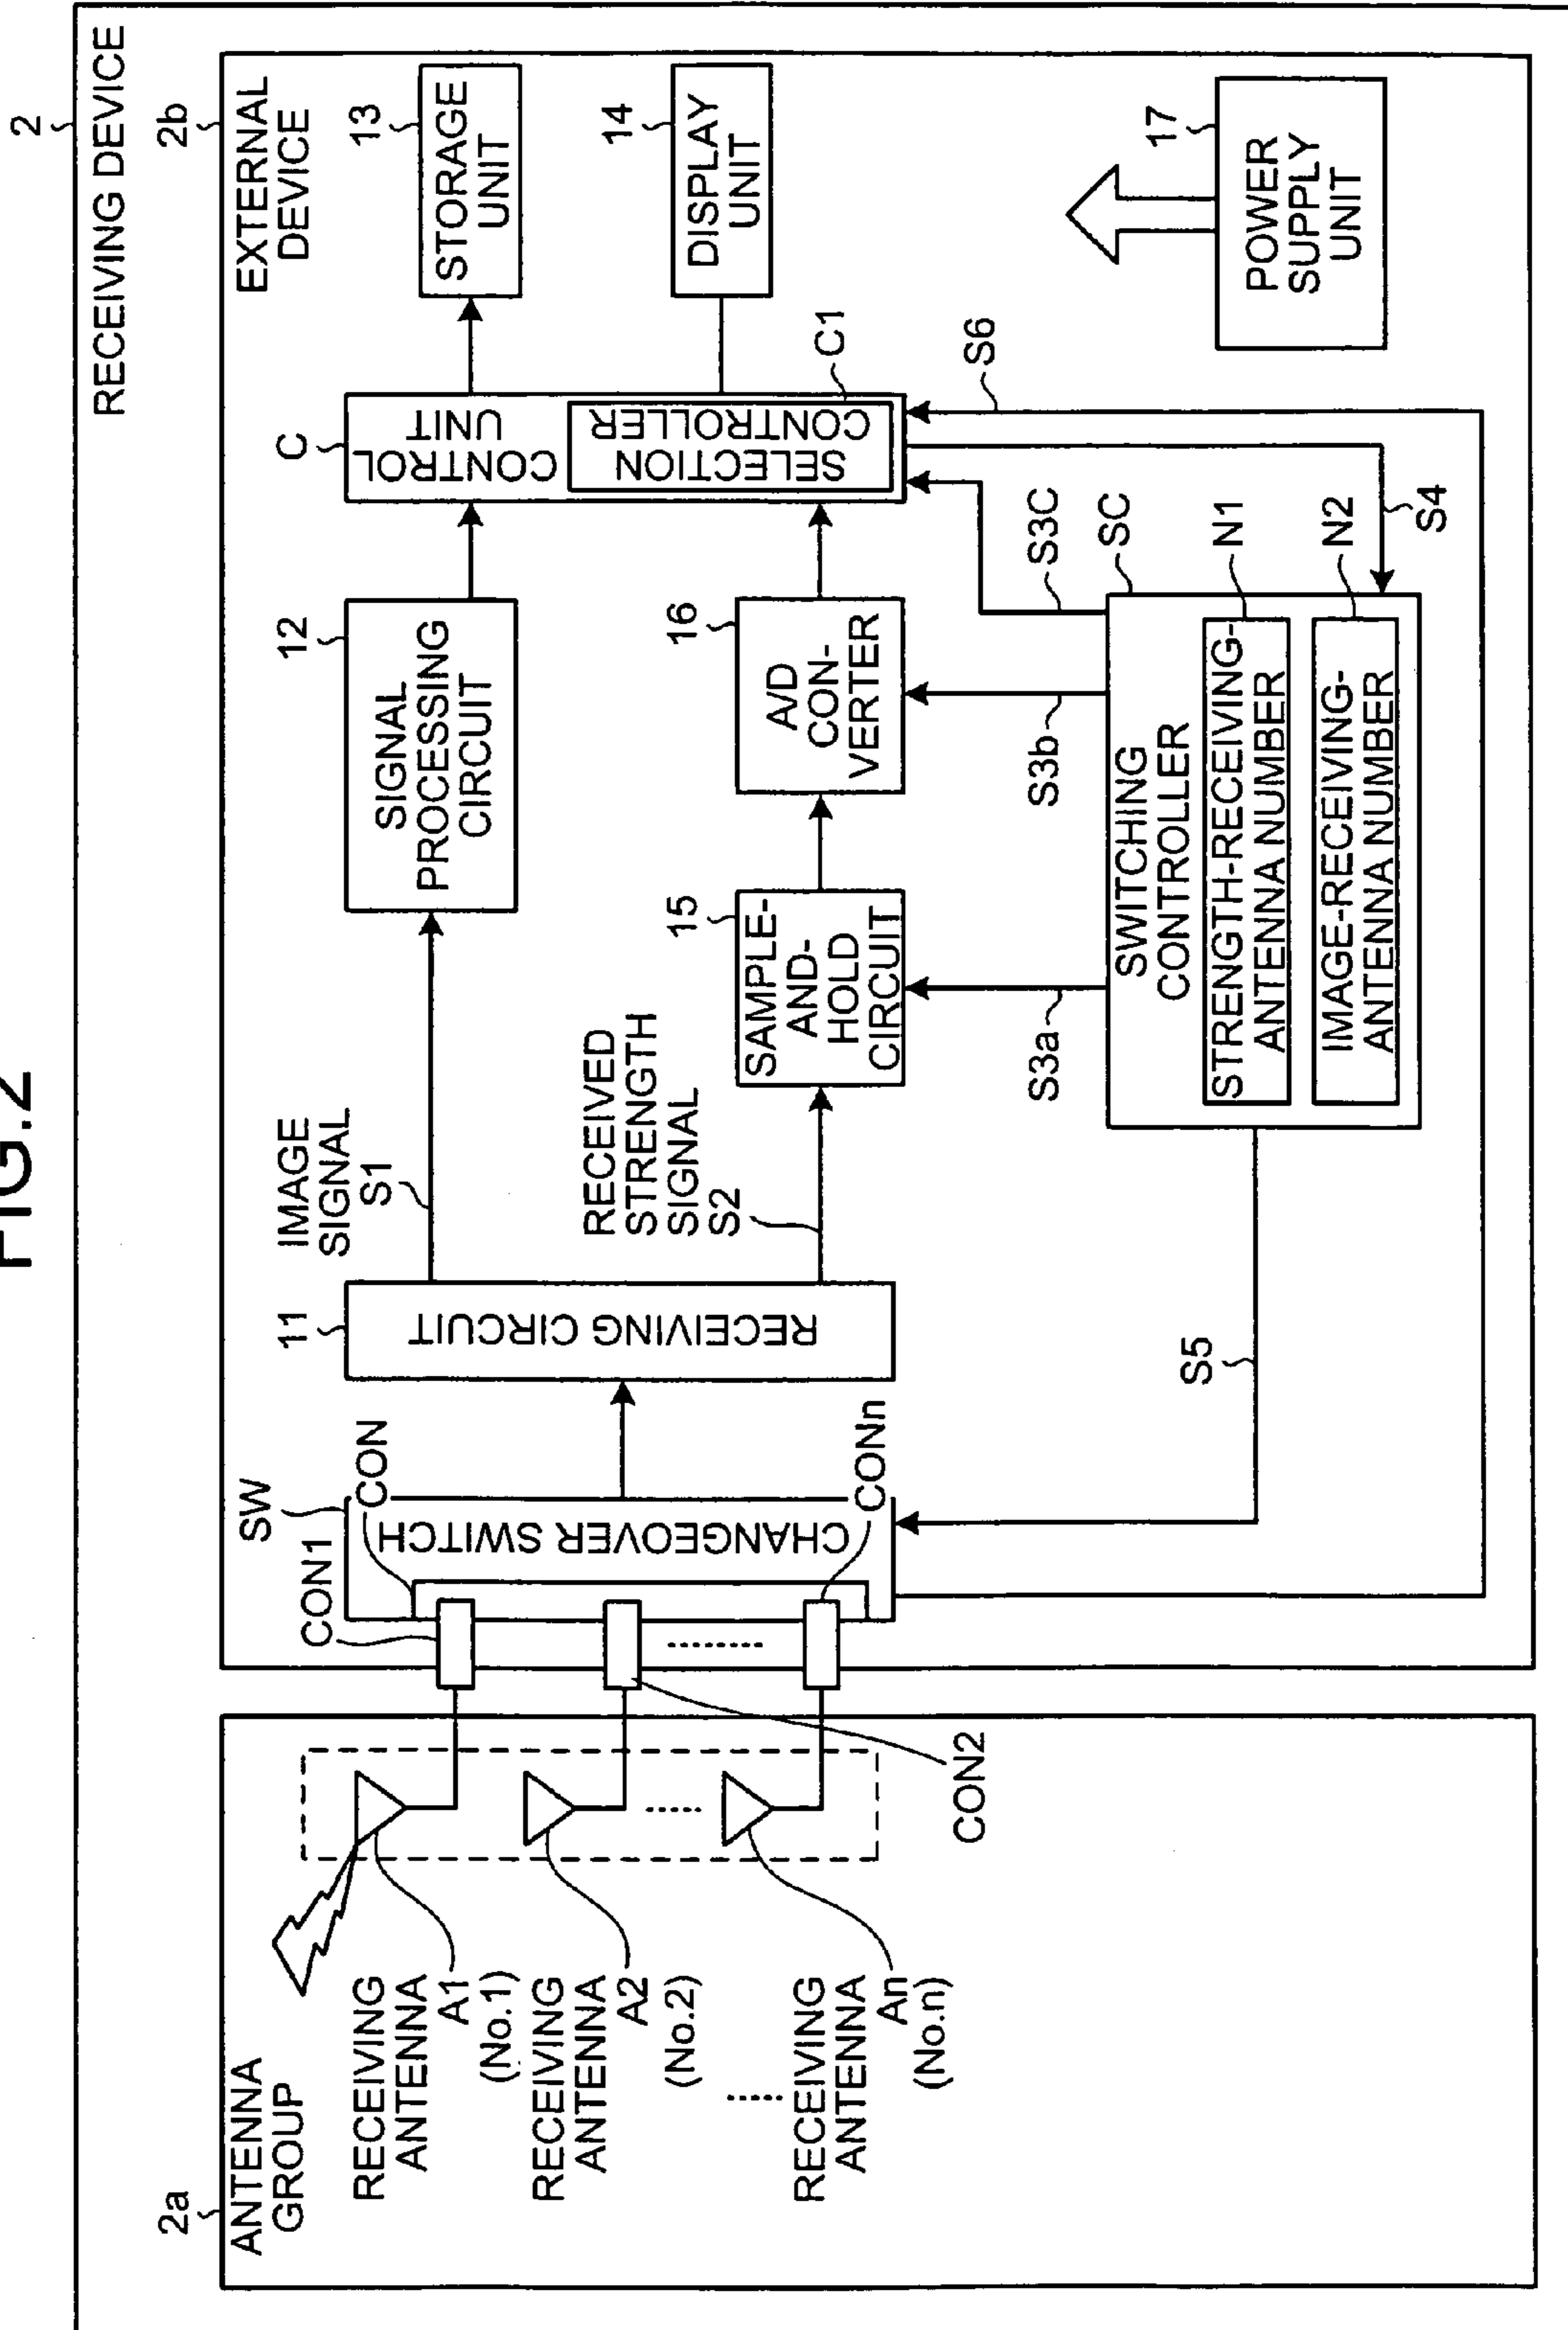 FIG.2
2
RECEIVING DEVICE
2a
ANTENNA
GROUP
RECEIVING
ANTENNA
A1
(No.1)
RECEIVING
ANTENNA
A2
(No.2)
RECEIVING
ANTENNA
An
(No.n)
2b
EXTERNAL
DEVICE
SW
CON1
CON
CHANGEOVER SWITCH
CONn
CON2
11
RECEIVING CIRCUIT
IMAGE
SIGNAL
S1
RECEIVED
STRENGTH
SIGNAL
S2
12
SIGNAL
PROCESSING
CIRCUIT
15
SAMPLE-
AND-
HOLD
CIRCUIT
16
A/D
CON-
VERTER
C
CONTROL
UNIT
SELECTION
CONTROLLER
C1
13
STORAGE
UNIT
14
DISPLAY
UNIT
S3a
S3b
S3C
SC
SWITCHING
CONTROLLER
STRENGTH-RECEIVING-
ANTENNA NUMBER
N1
IMAGE-RECEIVING-
ANTENNA NUMBER
N2
S4
S5
S6
17
POWER
SUPPLY
UNIT